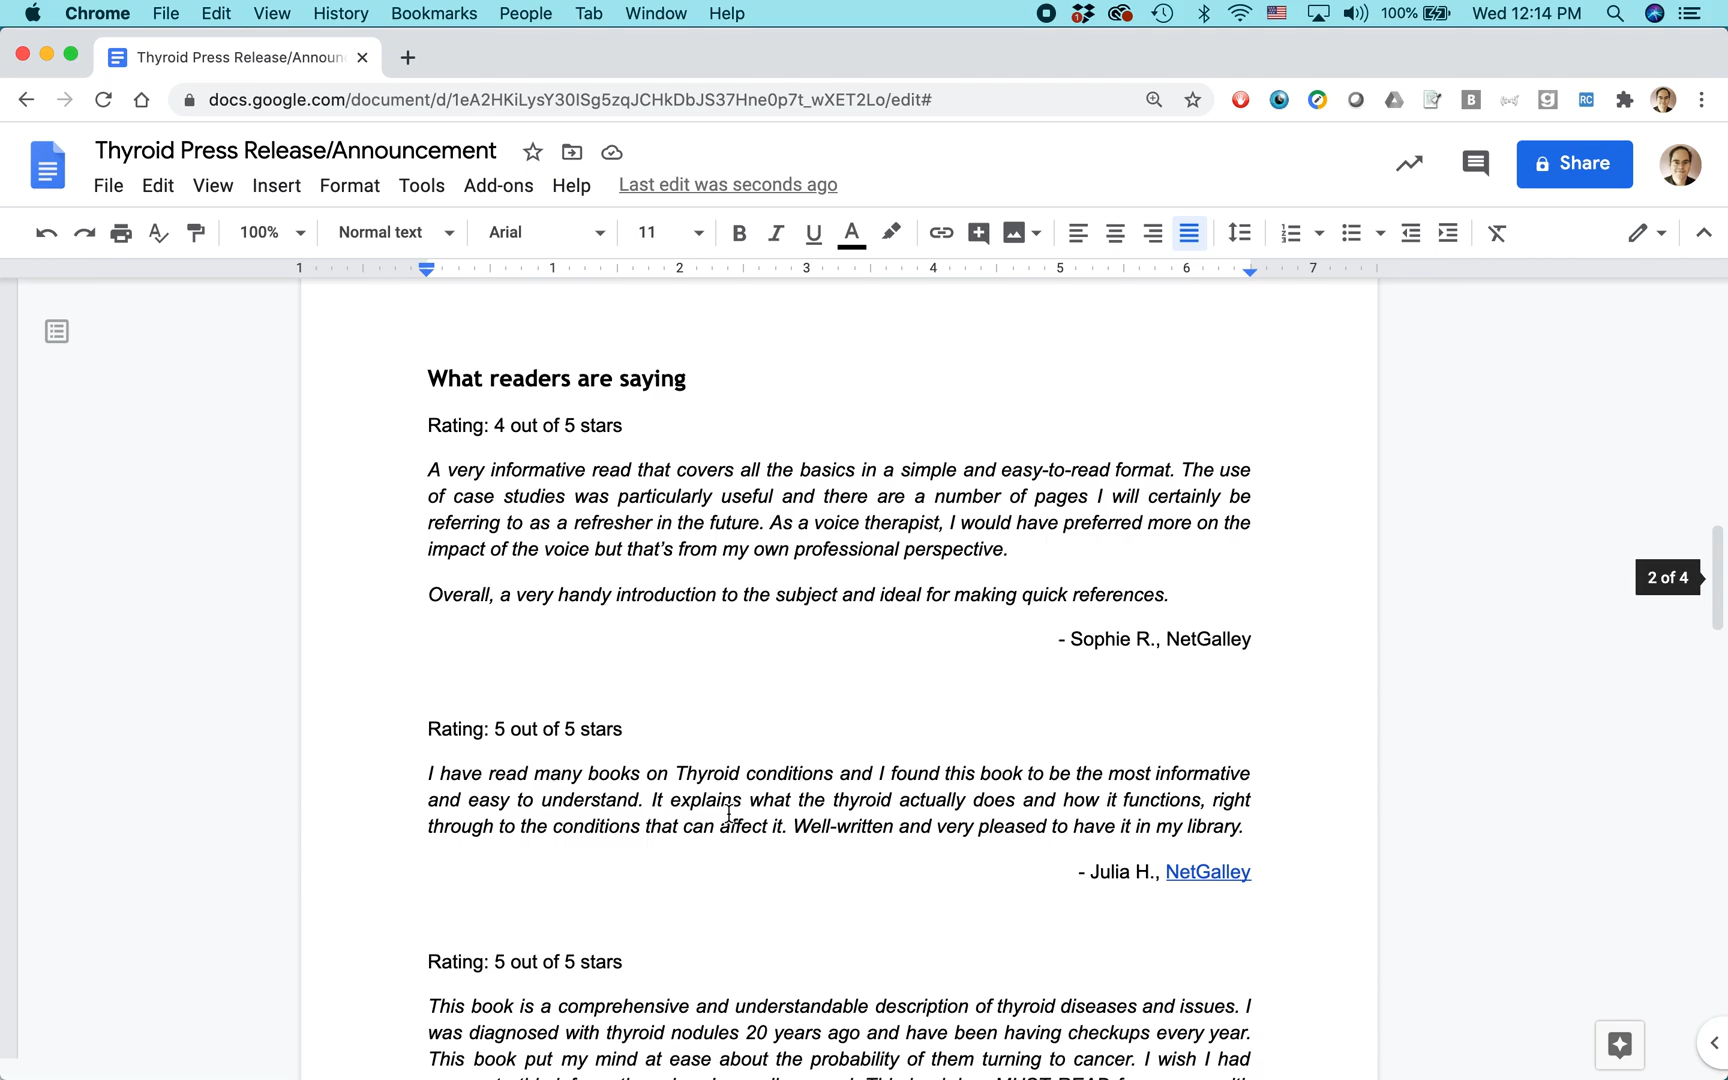 Chrome File Edit View History Bookmarks People Tab Window Help 1 100% Wed 12:14 PM
Thyroid Press Release/Announ
docs.google.com/document/d/1eA2HKiLysY30ISg5zqJCHkDbJS37Hne0p7t_wXET2Lo/edit#
Thyroid Press Release/Announcement
Share
File Edit View Insert Format Tools Add-ons Help Last edit was seconds ago
100% Normal text Arial 11 B I U A
1 1 2 3 4 5 6 7
What readers are saying
Rating: 4 out of 5 stars
A very informative read that covers all the basics in a simple and easy-to-read format. The use
of case studies was particularly useful and there are a number of pages I will certainly be
referring to as a refresher in the future. As a voice therapist, I would have preferred more on the
impact of the voice but that's from my own professional perspective.
2 of 4
Overall, a very handy introduction to the subject and ideal for making quick references.
- Sophie R., NetGalley
Rating: 5 out of 5 stars
I have read many books on Thyroid conditions and I found this book to be the most informative
and easy to understand. It explains what the thyroid actually does and how it functions, right
through to the conditions that can affect it. Well-written and very pleased to have it in my library.
- Julia H., NetGalley
Rating: 5 out of 5 stars
This book is a comprehensive and understandable description of thyroid diseases and issues. I
was diagnosed with thyroid nodules 20 years ago and have been having checkups every year.
This book put my mind at ease about the probability of them turning to cancer. I wish I had